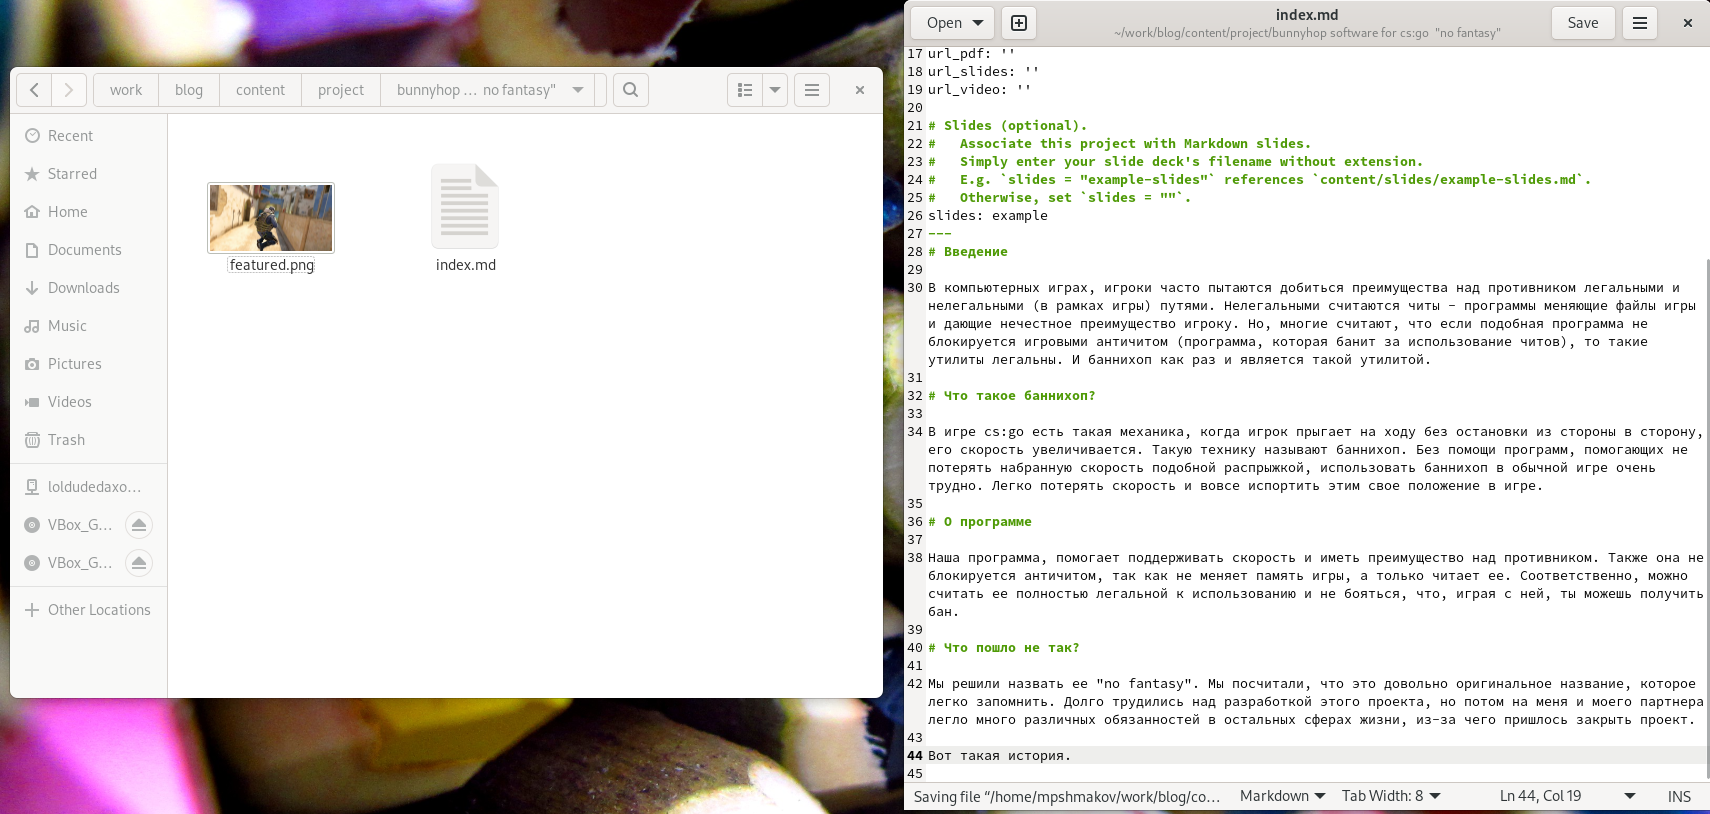 work blog content project bunnyhop … no fantasy"
Recent
Starred
Home
Documents
Downloads
Music
Pictures
Videos
Trash
loldudedaxo…
VBox_G…
VBox_G…
Other Locations
featured.png
index.md
Open
index.md
~/work/blog/content/project/bunnyhop software for cs:go "no fantasy"
Save
17 url_pdf: ''
18 url_slides: ''
19 url_video: ''
20
21 # Slides (optional).
22 #   Associate this project with Markdown slides.
23 #   Simply enter your slide deck's filename without extension.
24 #   E.g. `slides = "example-slides"` references `content/slides/example-slides.md`.
25 #   Otherwise, set `slides = ""`.
26 slides: example
27 ---
28 # Введение
29
30 В компьютерных играх, игроки часто пытаются добиться преимущества над противником легальными и
нелегальными (в рамках игры) путями. Нелегальными считаются читы - программы меняющие файлы игры
и дающие нечестное преимущество игроку. Но, многие считают, что если подобная программа не
блокируется игровыми античитом (программа, которая банит за использование читов), то такие
утилиты легальны. И баннихоп как раз и является такой утилитой.
31
32 # Что такое баннихоп?
33
34 В игре cs:go есть такая механика, когда игрок прыгает на ходу без остановки из стороны в сторону,
его скорость увеличивается. Такую технику называют баннихоп. Без помощи программ, помогающих не
потерять набранную скорость подобной распрыжкой, использовать баннихоп в обычной игре очень
трудно. Легко потерять скорость и вовсе испортить этим свое положение в игре.
35
36 # О программе
37
38 Наша программа, помогает поддерживать скорость и иметь преимущество над противником. Также она не
блокируется античитом, так как не меняет память игры, а только читает ее. Соответственно, можно
считать ее полностью легальной к использованию и не бояться, что, играя с ней, ты можешь получить
бан.
39
40 # Что пошло не так?
41
42 Мы решили назвать ее "no fantasy". Мы посчитали, что это довольно оригинальное название, которое
легко запомнить. Долго трудились над разработкой этого проекта, но потом на меня и моего партнера
легло много различных обязанностей в остальных сферах жизни, из-за чего пришлось закрыть проект.
43
44 Вот такая история.
45
Saving file “/home/mpshmakov/work/blog/co… Markdown Tab Width: 8 Ln 44, Col 19 INS